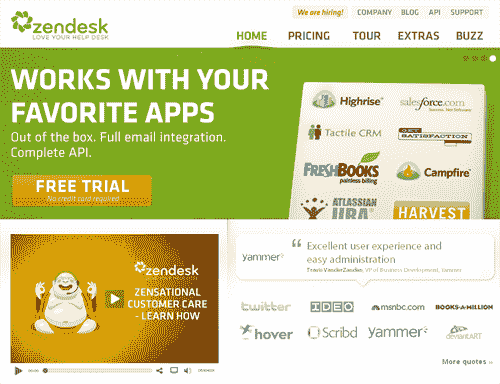 zendesk
LOVE YOUR HELP DESK
We are hiring! COMPANY BLOG API SUPPORT
HOME PRICING TOUR EXTRAS BUZZ
WORKS WITH YOUR
FAVORITE APPS
Out of the box. Full email integration.
Complete API.
FREE TRIAL
No credit card required
Highrise
salesforce.com
Success. Not Software.
Tactile CRM
GET
SATISFACTION
FRESHBOOKS
painless billing
Campfire
ATLASSIAN
JIRA
HARVEST
zendesk
ZENSATIONAL
CUSTOMER CARE
- LEARN HOW
yammer
Excellent user experience and
easy administration
Travis VanderZanden, VP of Business Development, Yammer
twitter IDEO msnbc.com BOOKS-A-MILLION
hover Scribd yammer deviantART
More quotes »